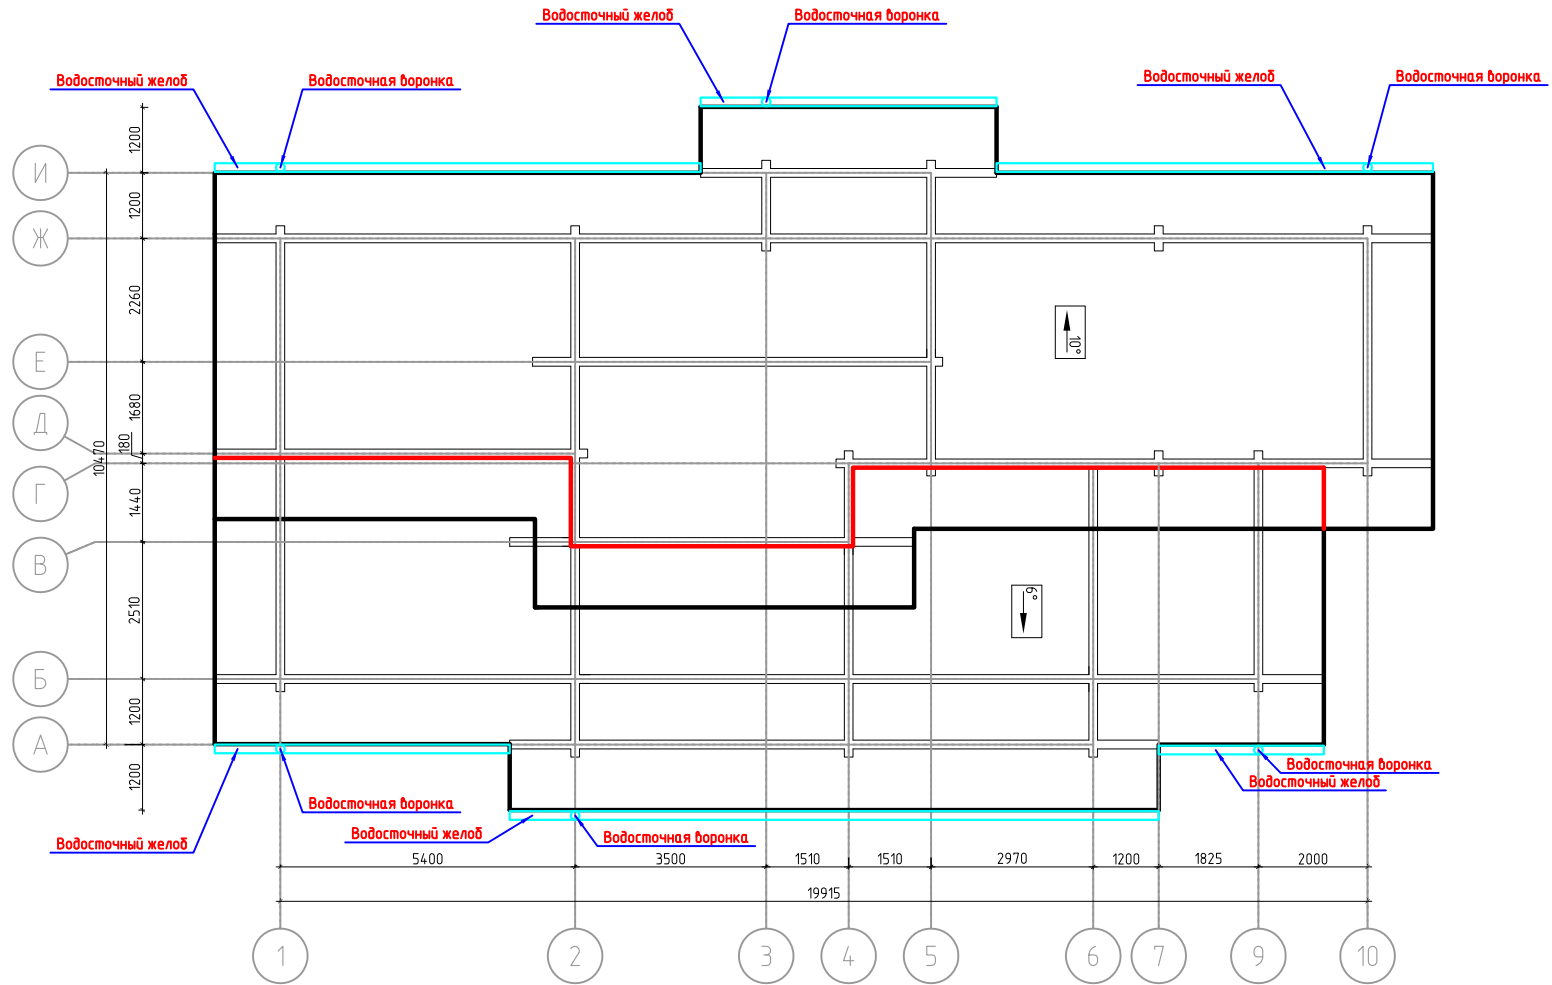 Водосточный желоб
Водосточная воронка
Водосточный желоб
Водосточная воронка
Водосточный желоб
Водосточная воронка
И
Ж
Е
Д
Г
В
Б
А
1200
1200
2260
1680
180
10470
1440
2510
1200
1200
10°
6°
Водосточная воронка
Водосточный желоб
Водосточная воронка
Водосточный желоб
Водосточная воронка
Водосточный желоб
5400
3500
1510
1510
2970
1200
1825
2000
19915
1
2
3
4
5
6
7
9
10